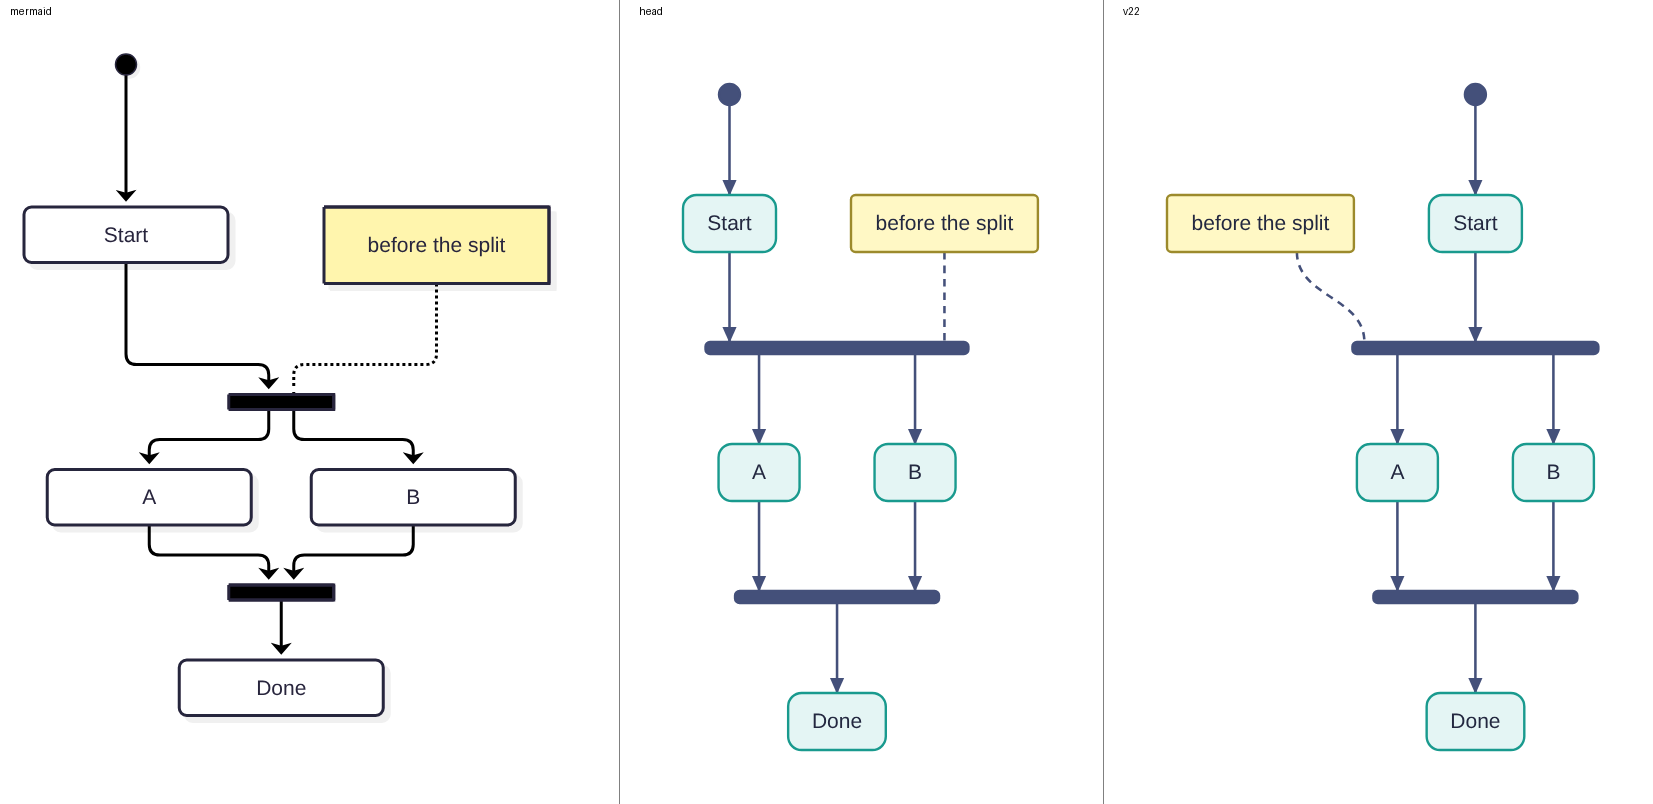 mermaid
Start
before the split
A
B
Done
head
Start
before the split
A
B
Done
v22
before the split
Start
A
B
Done